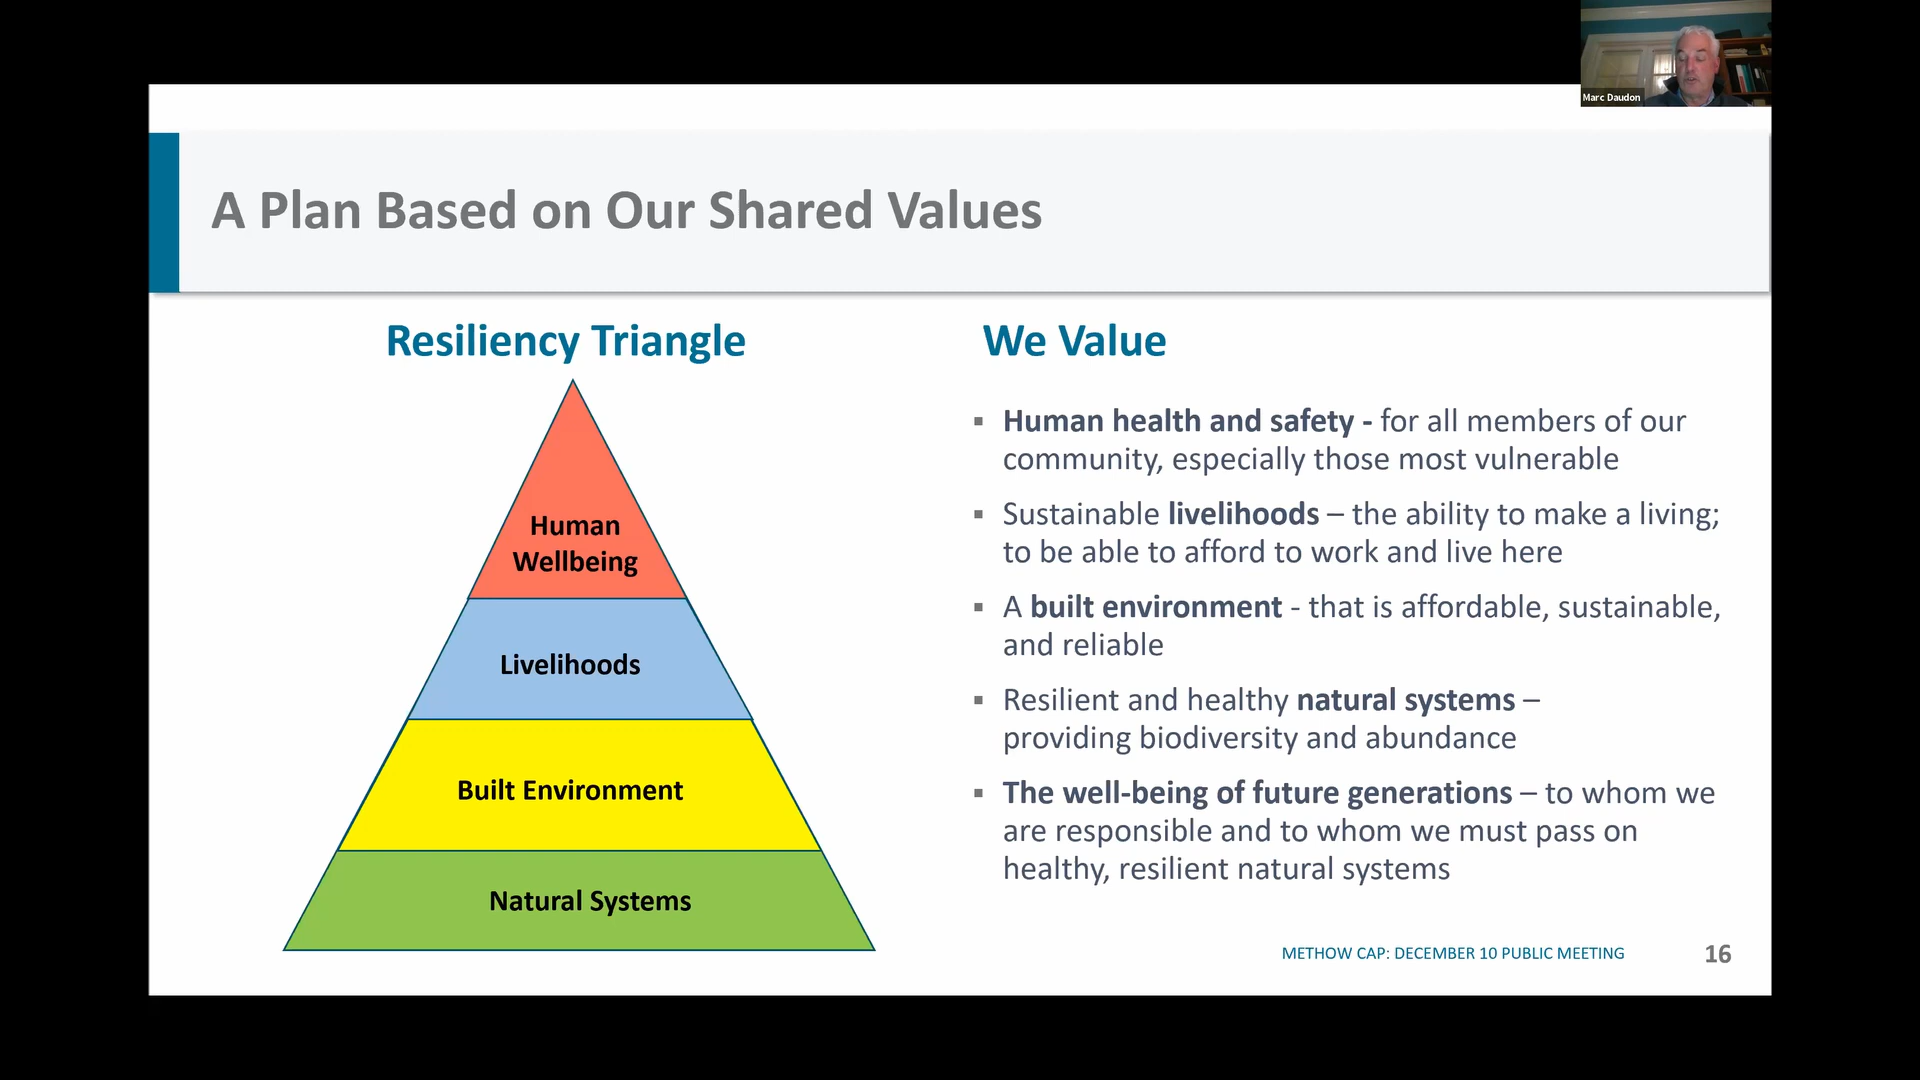 Marc Daudon
A Plan Based on Our Shared Values
Resiliency Triangle
Human
Wellbeing
Livelihoods
Built Environment
Natural Systems
We Value
▪ Human health and safety - for all members of our
community, especially those most vulnerable
▪ Sustainable livelihoods – the ability to make a living;
to be able to afford to work and live here
▪ A built environment - that is affordable, sustainable,
and reliable
▪ Resilient and healthy natural systems –
providing biodiversity and abundance
▪ The well-being of future generations – to whom we
are responsible and to whom we must pass on
healthy, resilient natural systems
METHOW CAP: DECEMBER 10 PUBLIC MEETING
16